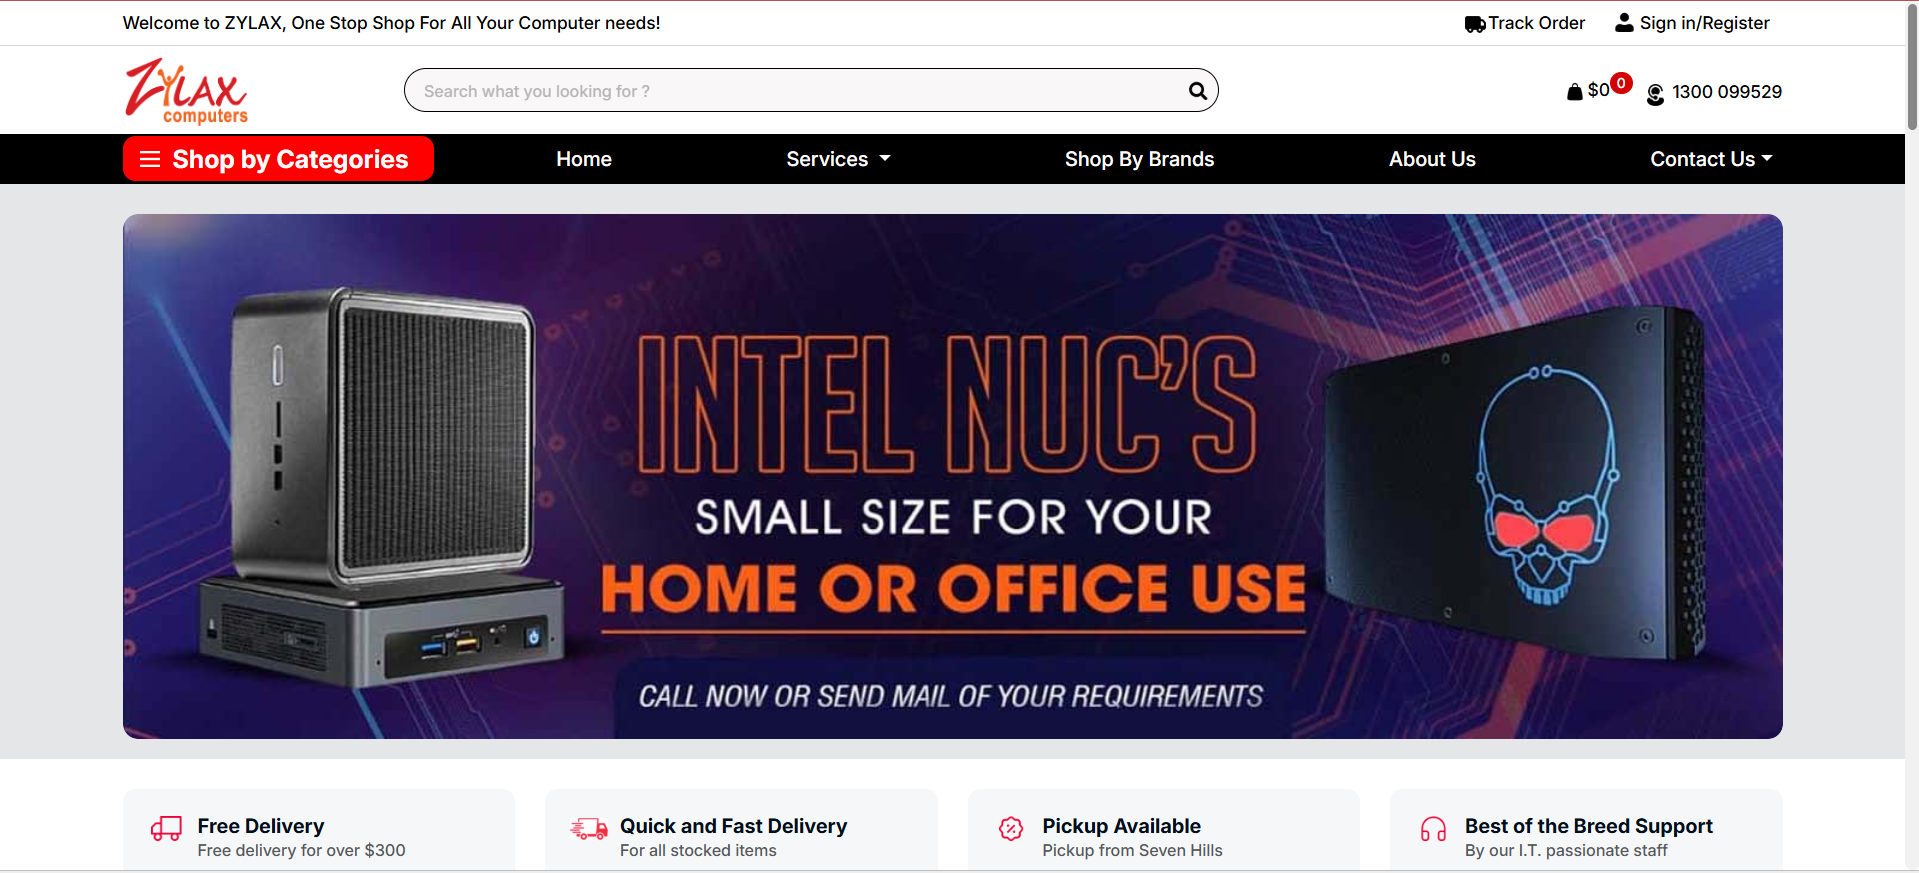 Welcome to ZYLAX, One Stop Shop For All Your Computer needs!
Track Order
Sign in/Register
ZYLAX
computers
Search what you looking for ?
$0
0
1300 099529
Shop by Categories
Home
Services
Shop By Brands
About Us
Contact Us
INTEL NUC'S
SMALL SIZE FOR YOUR
HOME OR OFFICE USE
CALL NOW OR SEND MAIL OF YOUR REQUIREMENTS
Free Delivery
Free delivery for over $300
Quick and Fast Delivery
For all stocked items
Pickup Available
Pickup from Seven Hills
Best of the Breed Support
By our I.T. passionate staff